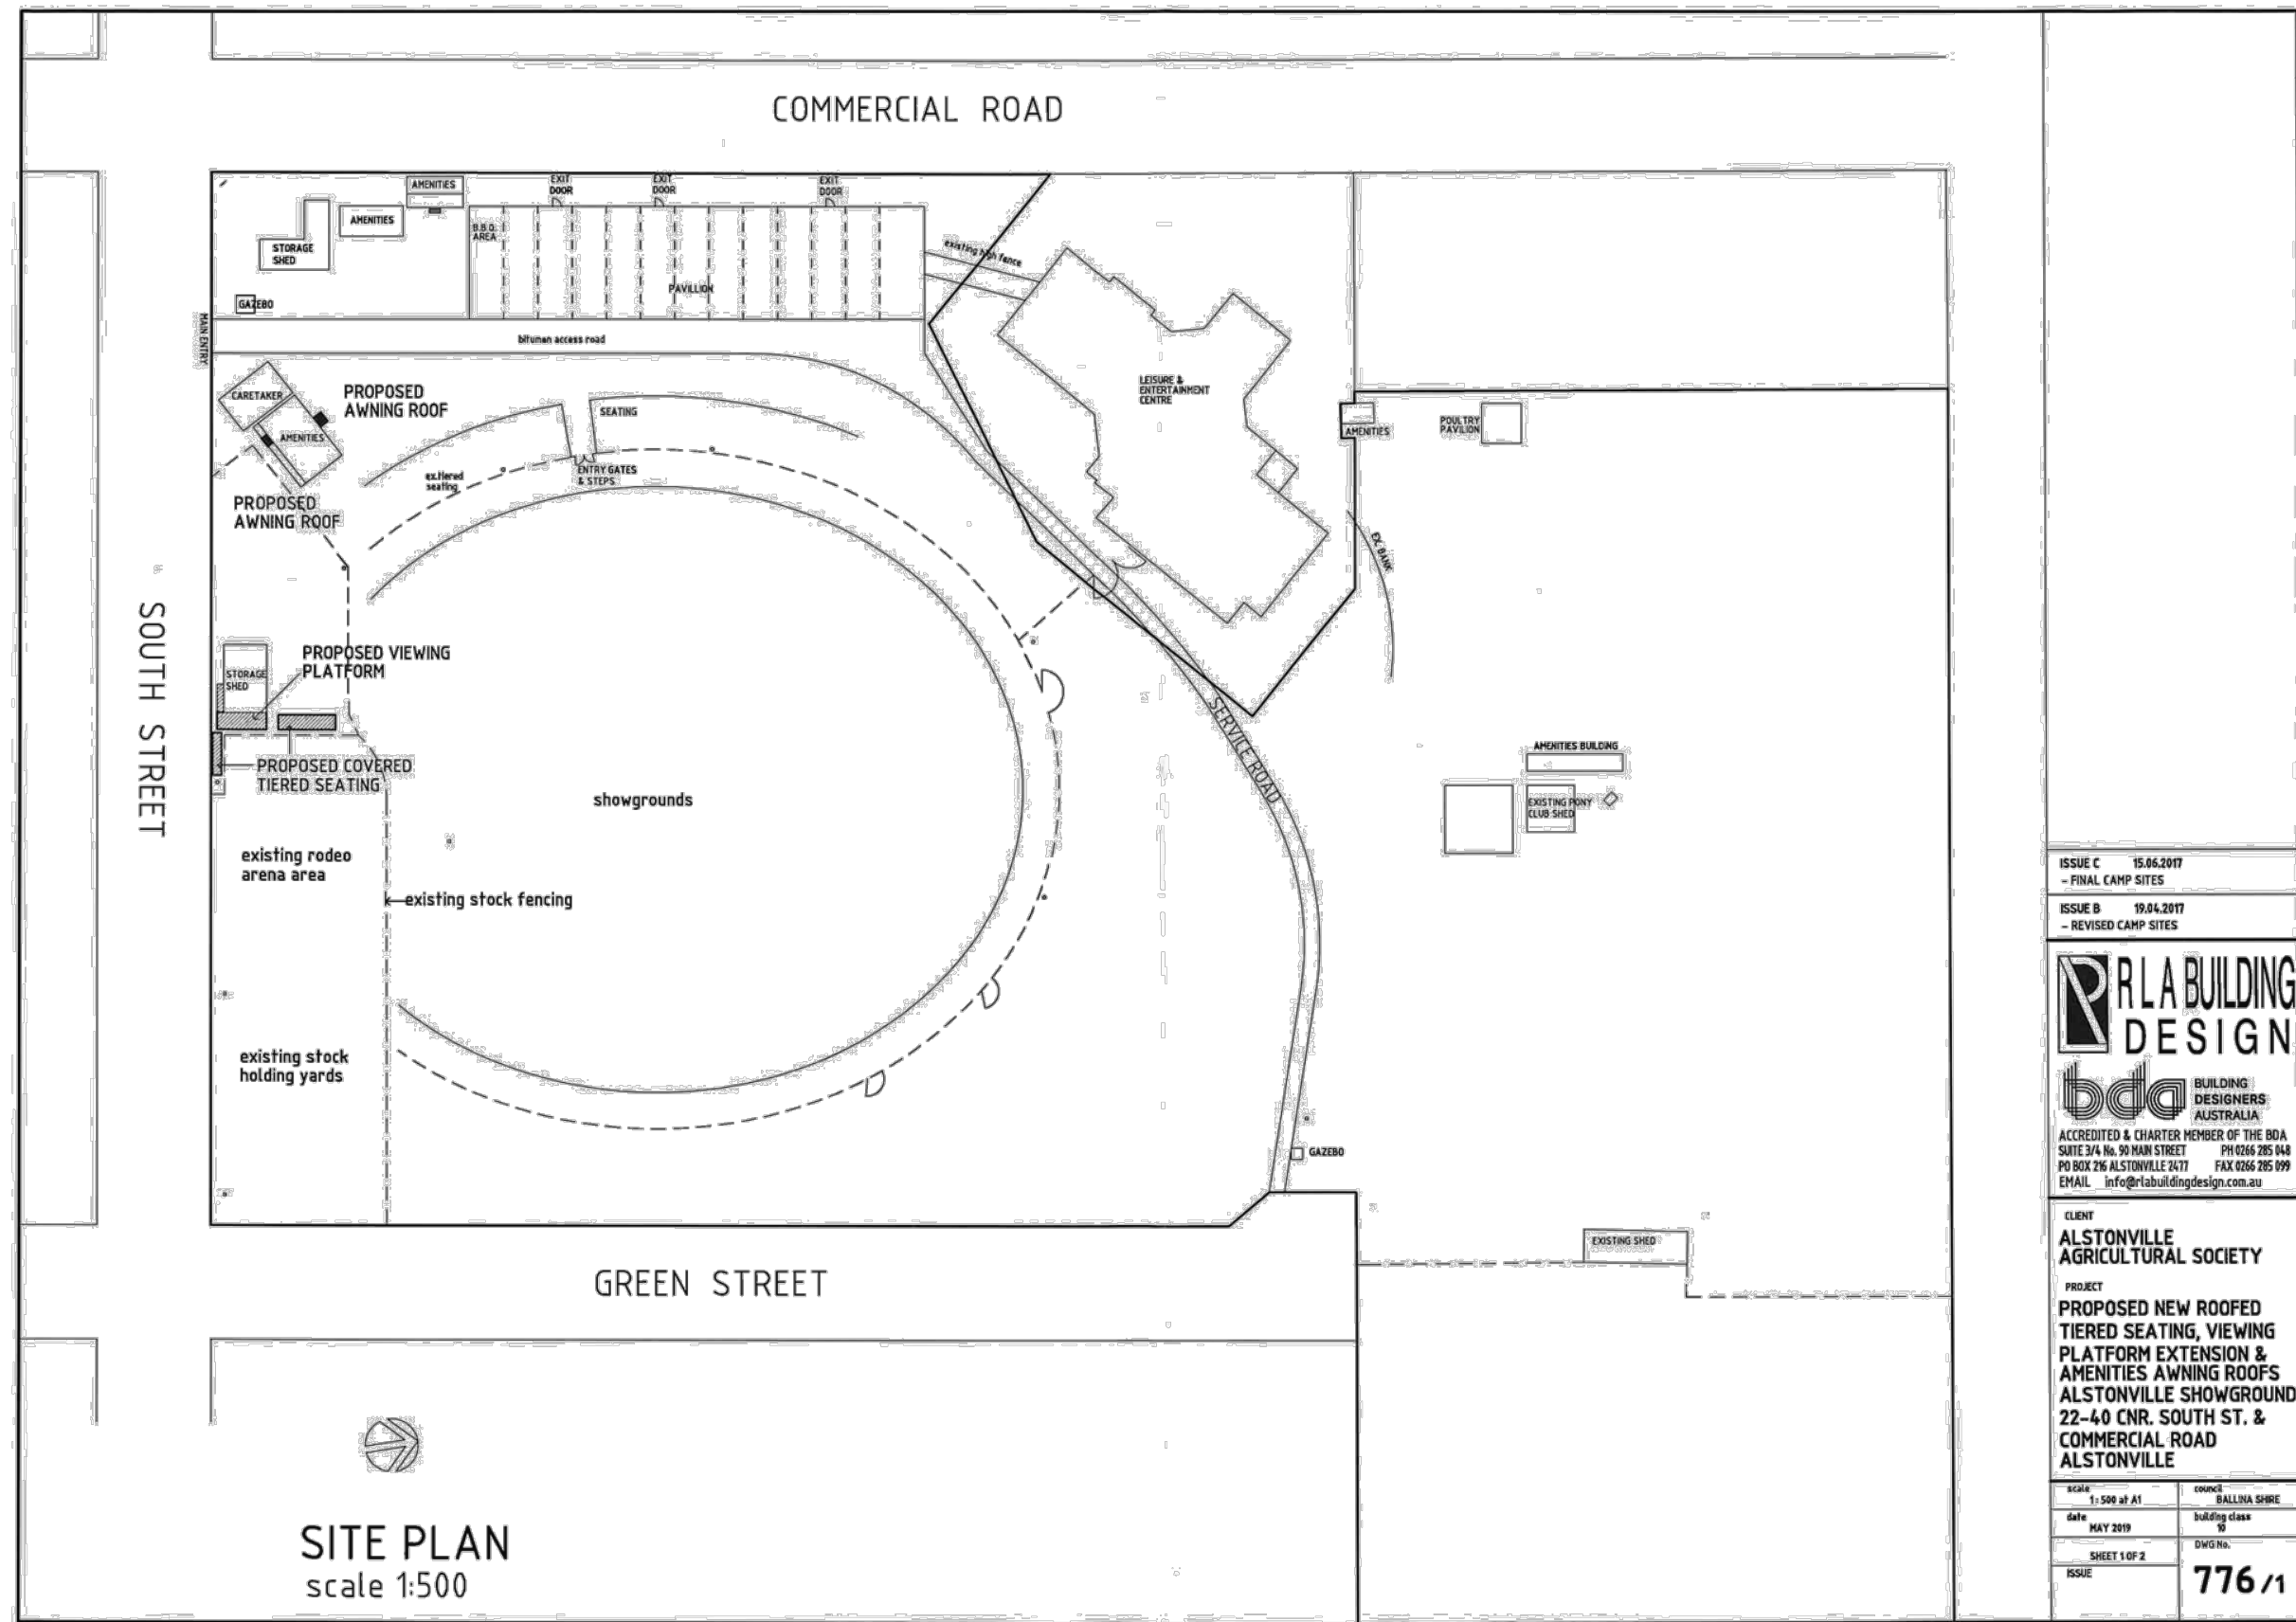 COMMERCIAL ROAD
AMENITIES
EXIT
DOOR
EXIT
DOOR
EXIT
DOOR
AMENITIES
B.B.Q.
AREA
STORAGE
SHED
existing high fence
PAVILLION
GAZEBO
MAIN ENTRY
bitumen access road
LEISURE &
ENTERTAINMENT
CENTRE
CARETAKER
PROPOSED
AWNING ROOF
SEATING
AMENITIES
POULTRY
PAVILION
AMENITIES
ex.tiered
seating
ENTRY GATES
& STEPS
PROPOSED
AWNING ROOF
EX. BANK
SOUTH STREET
PROPOSED VIEWING
PLATFORM
STORAGE
SHED
SERVICE ROAD
AMENITIES BUILDING
PROPOSED COVERED
TIERED SEATING
showgrounds
EXISTING PONY
CLUB SHED
existing rodeo
arena area
existing stock fencing
existing stock
holding yards
GAZEBO
EXISTING SHED
GREEN STREET
SITE PLAN
scale 1:500
ISSUE C 15.06.2017
- FINAL CAMP SITES
ISSUE B 19.04.2017
- REVISED CAMP SITES
R L A BUILDING
DESIGN
bda
BUILDING
DESIGNERS
AUSTRALIA
ACCREDITED & CHARTER MEMBER OF THE BDA
SUITE 3/4 No. 90 MAIN STREET PH 0266 285 048
PO BOX 216 ALSTONVILLE 2477 FAX 0266 285 099
EMAIL info@rlabuildingdesign.com.au
CLIENT
ALSTONVILLE
AGRICULTURAL SOCIETY
PROJECT
PROPOSED NEW ROOFED
TIERED SEATING, VIEWING
PLATFORM EXTENSION &
AMENITIES AWNING ROOFS
ALSTONVILLE SHOWGROUND
22-40 CNR. SOUTH ST. &
COMMERCIAL ROAD
ALSTONVILLE
scale
1:500 at A1
council
BALLINA SHIRE
date
MAY 2019
building class
10
SHEET 1 OF 2
DWG No.
ISSUE
776/1